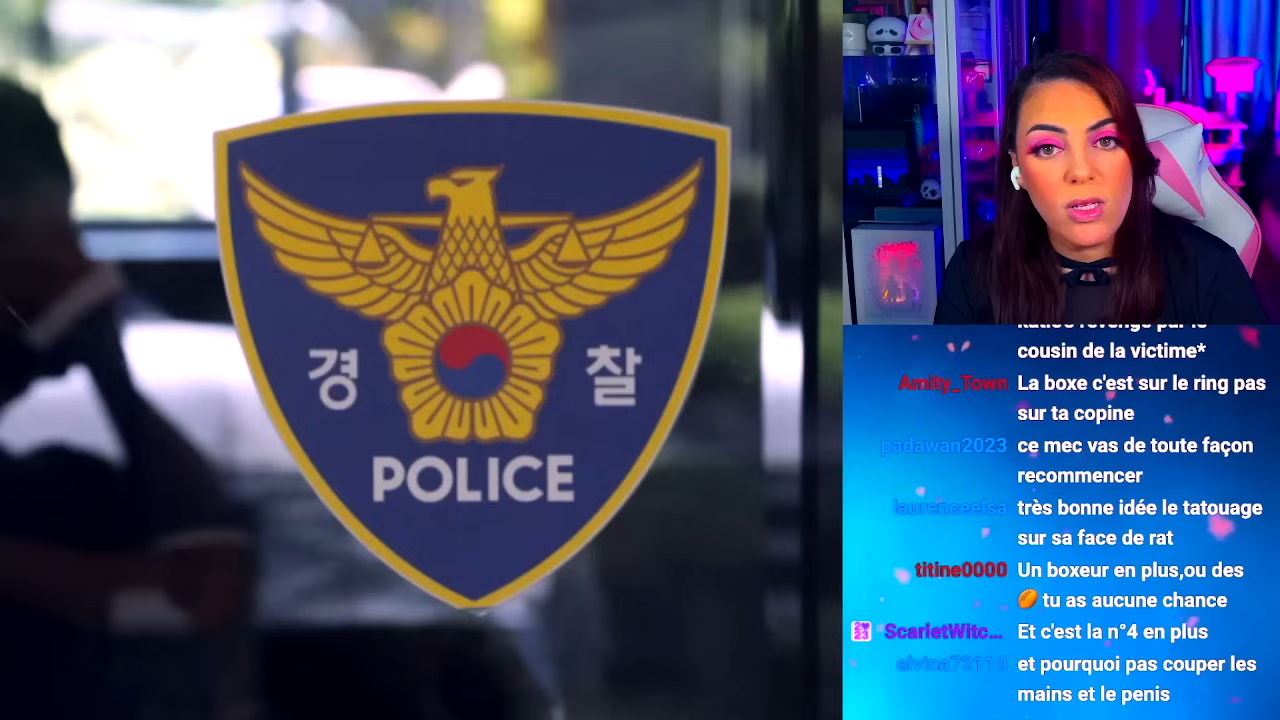 경 찰
POLICE
cousin de la victime*
Amity_Town La boxe c'est sur le ring pas
sur ta copine
padawan2023 ce mec vas de toute façon
recommencer
laurenceelsa très bonne idée le tatouage
sur sa face de rat
titine0000 Un boxeur en plus,ou des
🏉 tu as aucune chance
ScarletWitc... Et c'est la n°4 en plus
elvina72110 et pourquoi pas couper les
mains et le penis